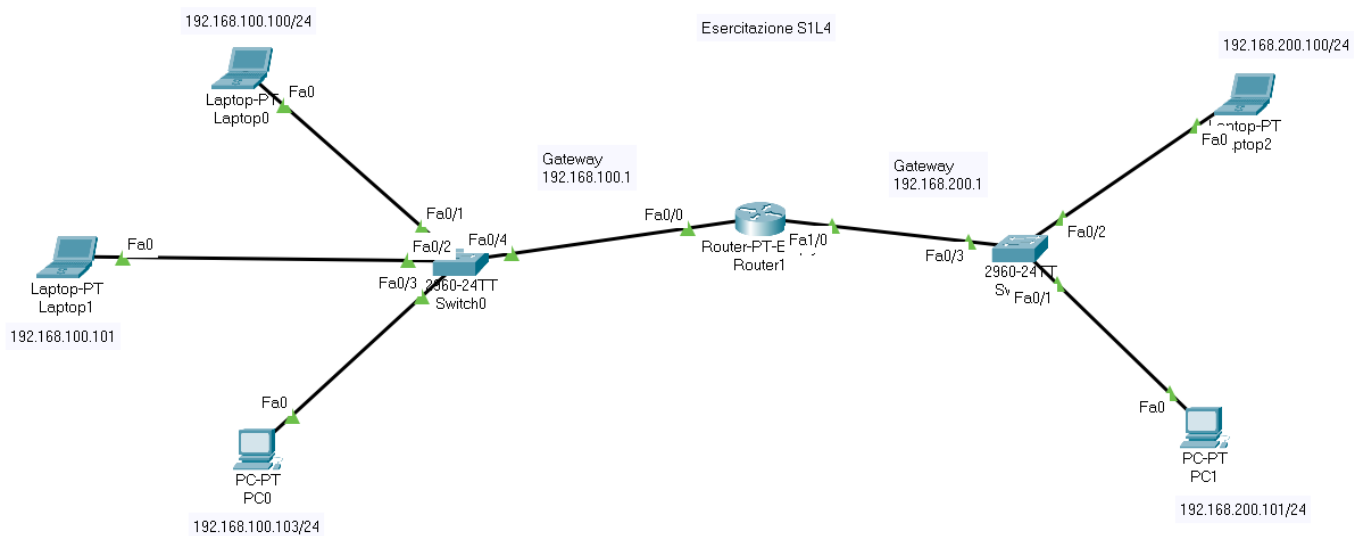 192.168.100.100/24
Esercitazione S1L4
192.168.200.100/24
Laptop-PT
Laptop0
Fa0
Gateway
192.168.100.1
Gateway
192.168.200.1
Fa0
Fa0/1
Fa0/2
Fa0/4
Fa0/3
Fa0/0
Fa1/0
Fa0/3
Fa0/2
Fa0/1
Fa0
Laptop-PT
Laptop1
192.168.100.101
2960-24TT
Switch0
Router-PT-E
Router1
2960-24TT
Fa0
PC-PT
PC0
192.168.100.103/24
Fa0
PC-PT
PC1
192.168.200.101/24